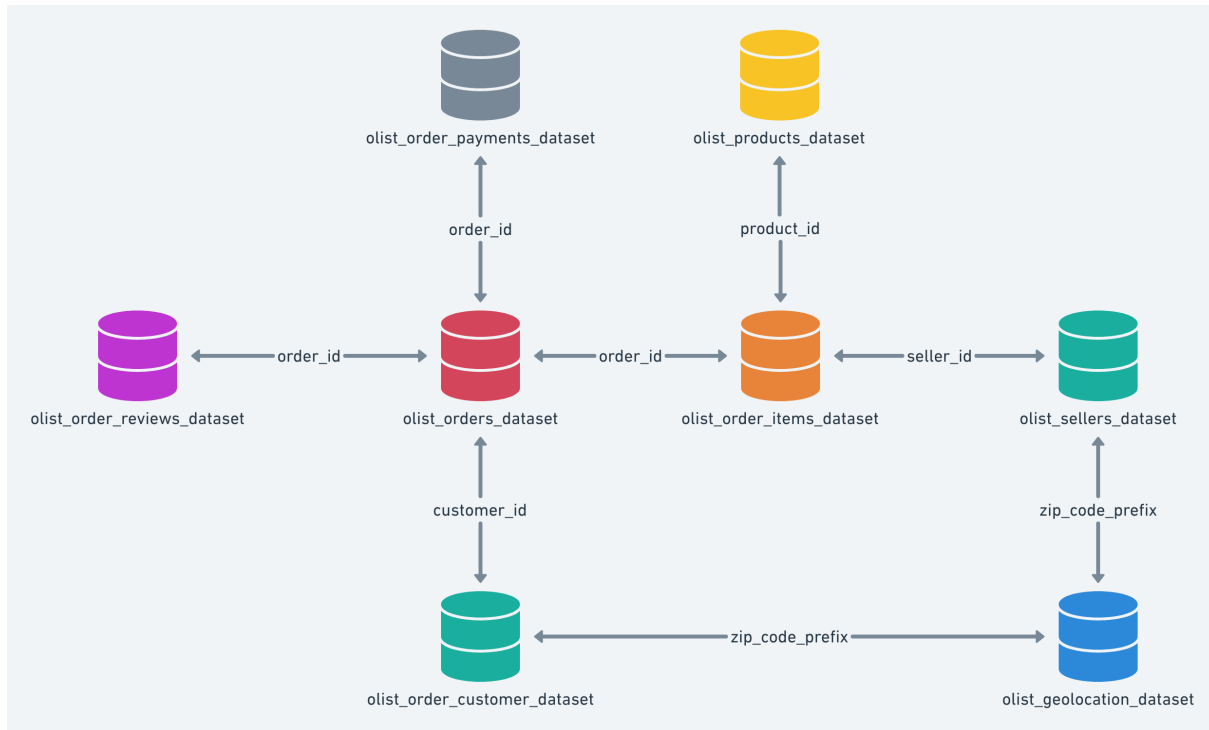 olist_order_payments_dataset
olist_products_dataset
order_id
product_id
order_id
order_id
seller_id
olist_order_reviews_dataset
olist_orders_dataset
olist_order_items_dataset
olist_sellers_dataset
customer_id
zip_code_prefix
zip_code_prefix
olist_order_customer_dataset
olist_geolocation_dataset